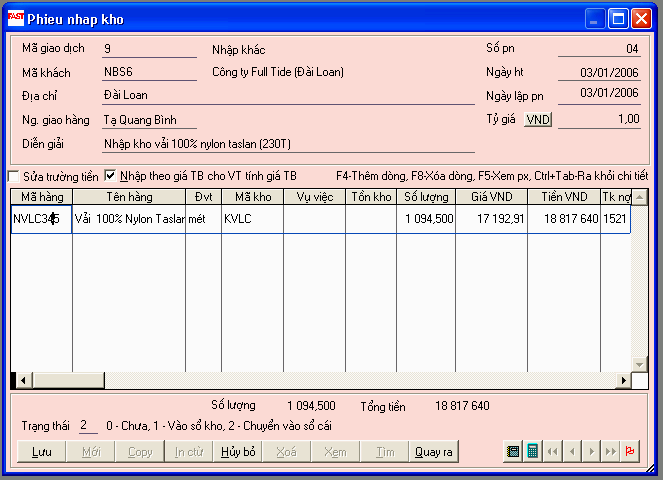 FAST Phieu nhap kho
Mã giao dịch 9 Nhập khác Số pn 04
Mã khách NBS6 Công ty Full Tide (Đài Loan) Ngày ht 03/01/2006
Địa chỉ Đài Loan Ngày lập pn 03/01/2006
Ng. giao hàng Tạ Quang Bình Tỷ giá VND 1,00
Diễn giải Nhập kho vải 100% nylon taslan (230T)
Sửa trường tiền Nhập theo giá TB cho VT tính giá TB F4-Thêm dòng, F8-Xóa dòng, F5-Xem px, Ctrl+Tab-Ra khỏi chi tiết
Mã hàng Tên hàng Đvt Mã kho Vụ việc Tồn kho Số lượng Giá VND Tiền VND Tk nợ
NVLC345 Vải 100% Nylon Taslan mét KVLC 1 094,500 17 192,91 18 817 640 1521
Số lượng 1 094,500 Tổng tiền 18 817 640
Trạng thái 2 0 - Chưa, 1 - Vào sổ kho, 2 - Chuyển vào sổ cái
Lưu Mới Copy In ctừ Hủy bỏ Xoá Xem Tìm Quay ra